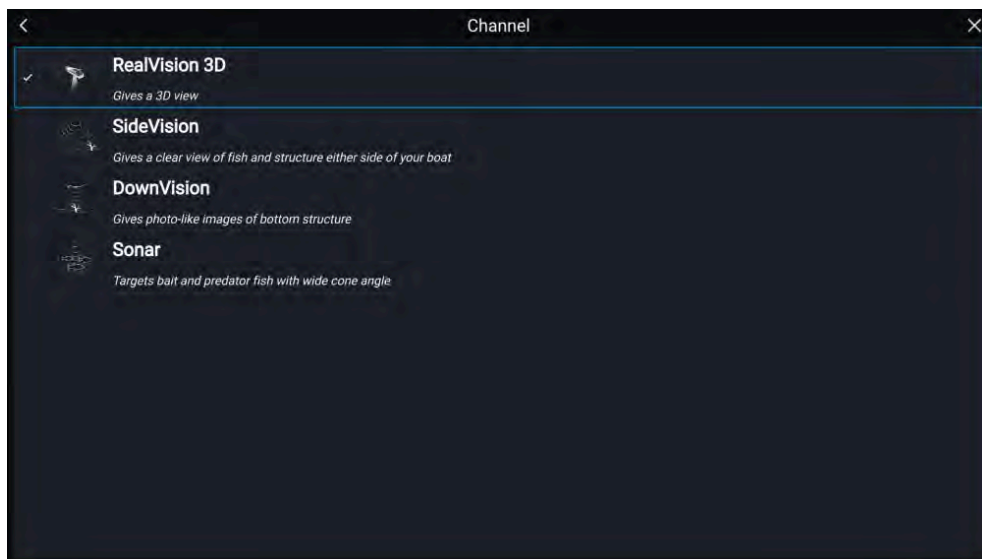 Channel
RealVision 3D
Gives a 3D view
SideVision
Gives a clear view of fish and structure either side of your boat
DownVision
Gives photo-like images of bottom structure
Sonar
Targets bait and predator fish with wide cone angle